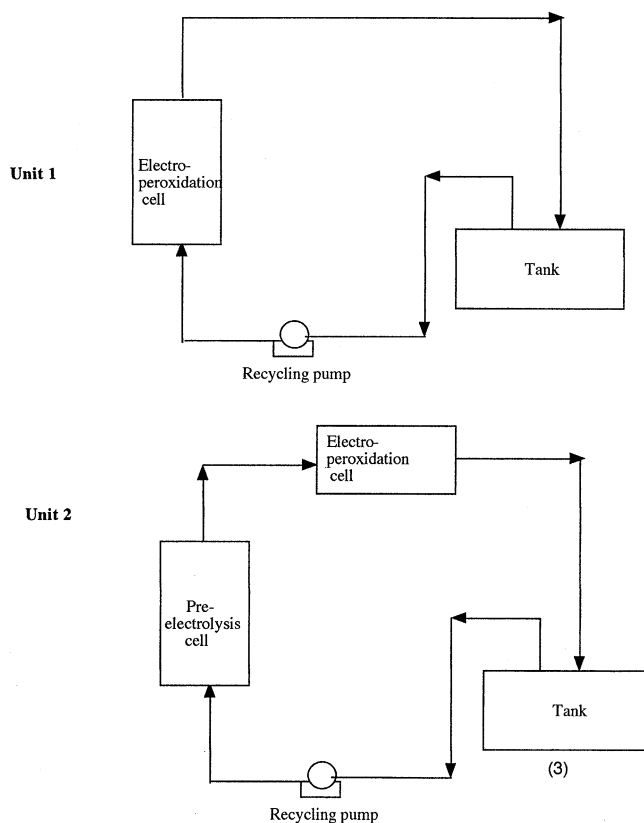 Unit 1
Electro-
peroxidation
cell
Tank
Recycling pump
Unit 2
Electro-
peroxidation
cell
Pre-
electrolysis
cell
Tank
(3)
Recycling pump